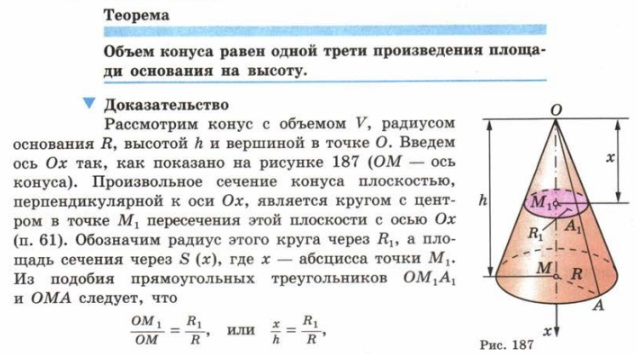 Теорема
Объем конуса равен одной трети произведения площа-
ди основания на высоту.
▼ Доказательство
Рассмотрим конус с объемом V, радиусом
основания R, высотой h и вершиной в точке O. Введем
ось Ox так, как показано на рисунке 187 (OM — ось
конуса). Произвольное сечение конуса плоскостью,
перпендикулярной к оси Ox, является кругом с цент-
ром в точке M₁ пересечения этой плоскости с осью Ox
(п. 61). Обозначим радиус этого круга через R₁, а пло-
щадь сечения через S (x), где x — абсцисса точки M₁.
Из подобия прямоугольных треугольников OM₁A₁
и OMA следует, что
OM₁/OM = R₁/R, или x/h = R₁/R,
O
x
h
M₁
R₁ A₁
M R
A
x
Рис. 187